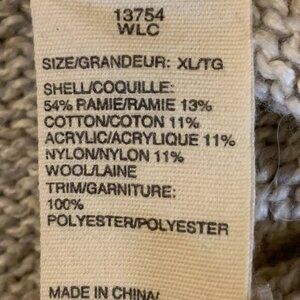 13754
WLC
SIZE/GRANDEUR: XL/TG
SHELL/COQUILLE:
54% RAMIE/RAMIE 13%
COTTON/COTON 11%
ACRYLIC/ACRYLIQUE 11%
NYLON/NYLON 11%
WOOL/LAINE
TRIM/GARNITURE:
100%
POLYESTER/POLYESTER
MADE IN CHINA/